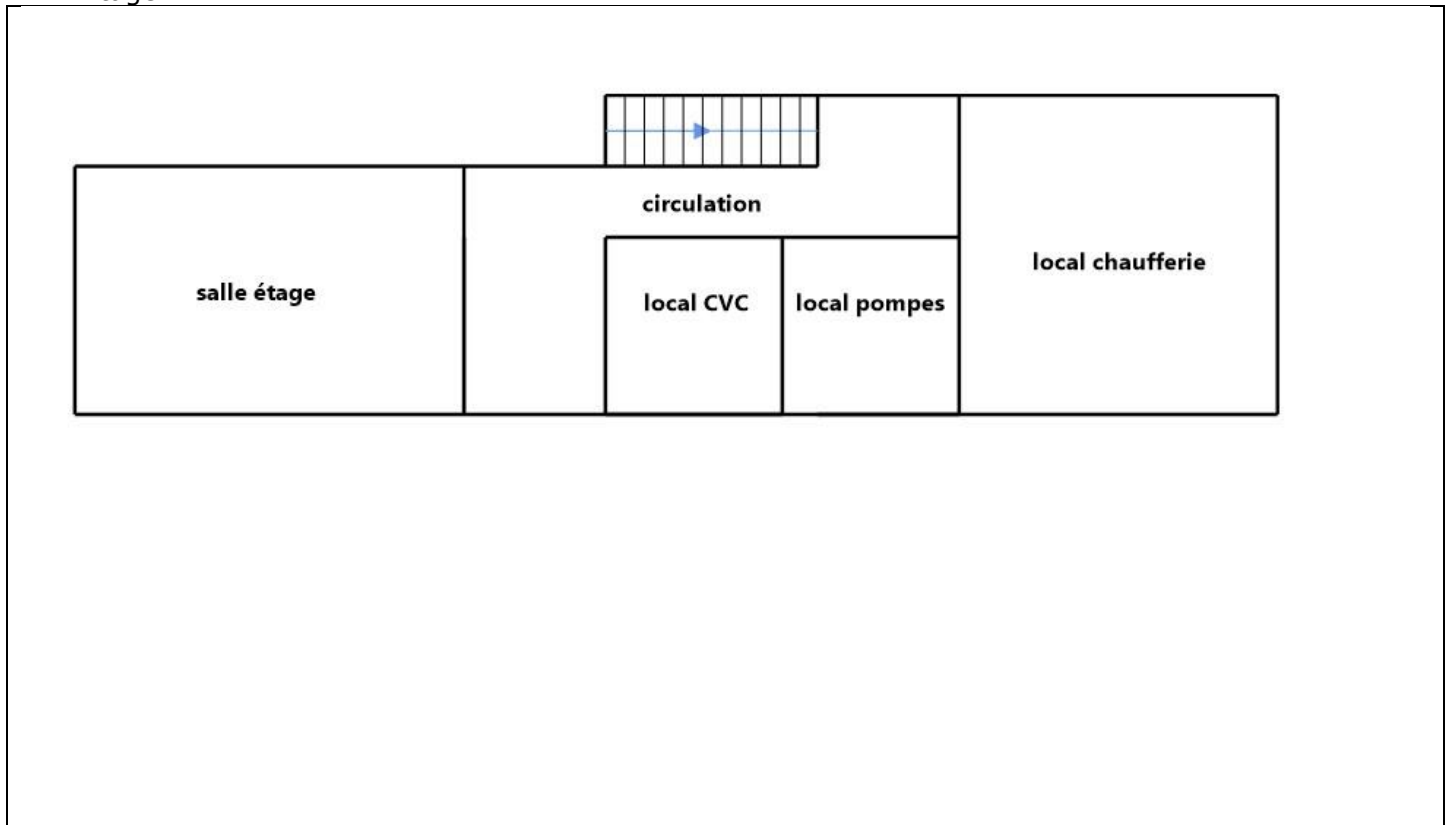 circulation
local chaufferie
salle étage
local CVC
local pompes